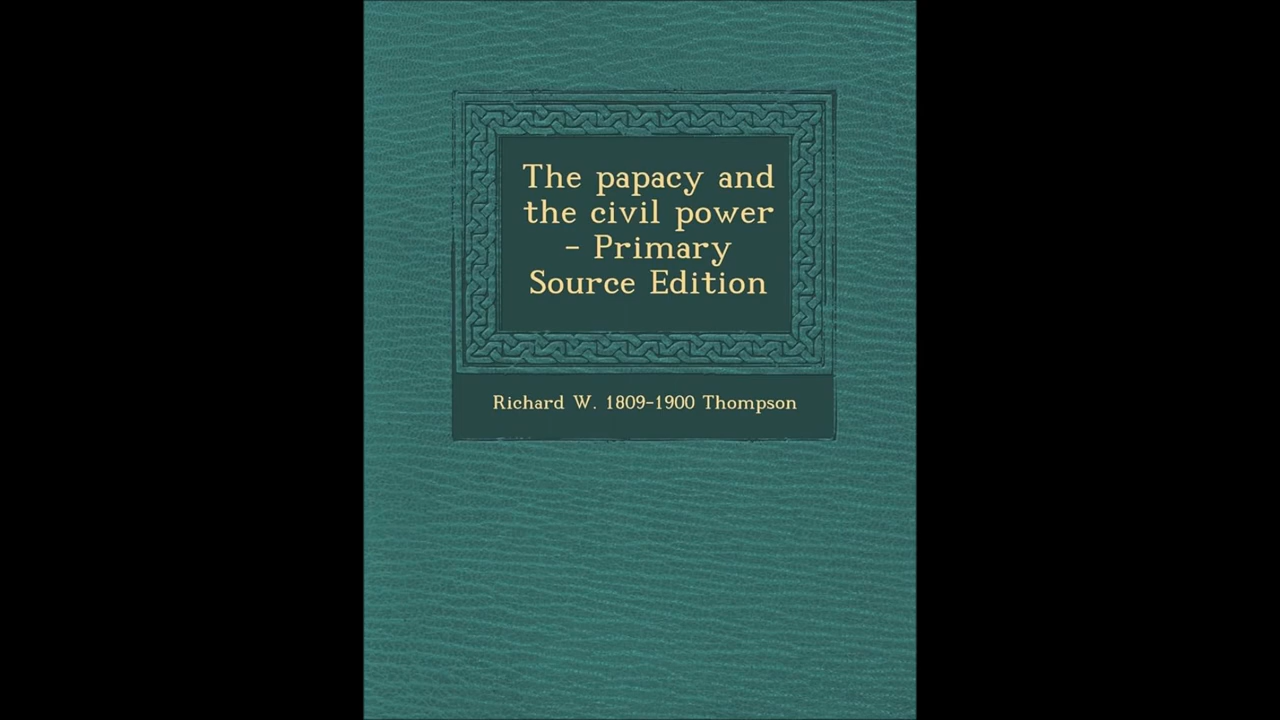 The papacy and
the civil power
- Primary
Source Edition
Richard W. 1809-1900 Thompson